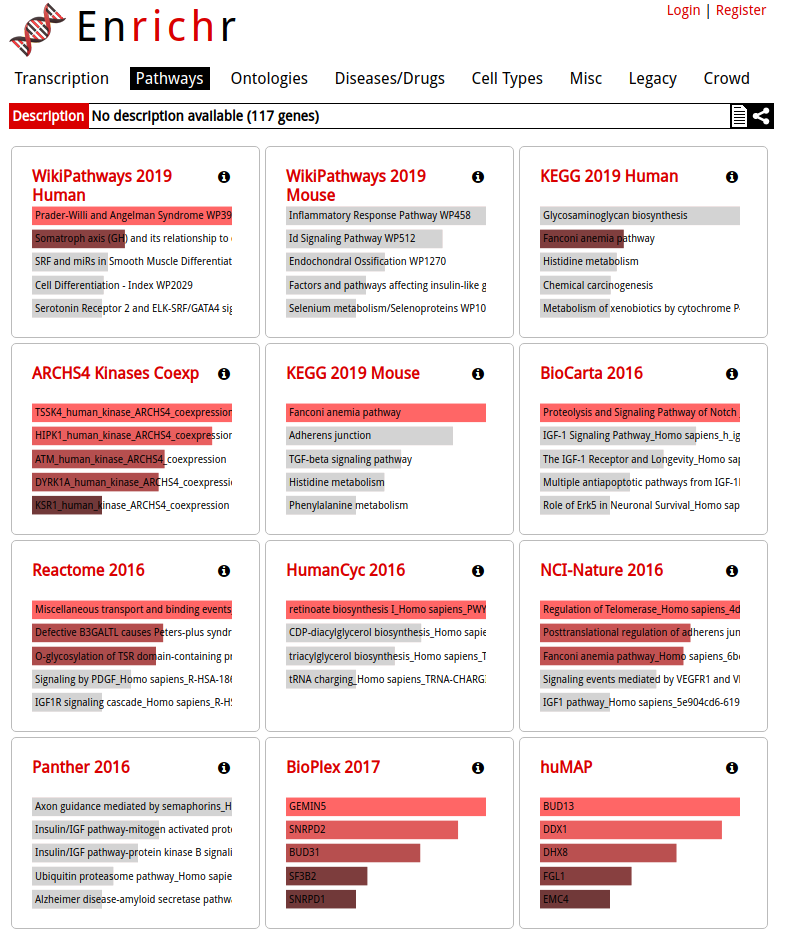 Enrichr
Login | Register
Transcription Pathways Ontologies Diseases/Drugs Cell Types Misc Legacy Crowd
Description No description available (117 genes)
WikiPathways 2019
Human
Prader-Willi and Angelman Syndrome WP39
Somatroph axis (GH) and its relationship to
SRF and miRs in Smooth Muscle Differentiat
Cell Differentiation - Index WP2029
Serotonin Receptor 2 and ELK-SRF/GATA4 sig
WikiPathways 2019
Mouse
Inflammatory Response Pathway WP458
Id Signaling Pathway WP512
Endochondral Ossification WP1270
Factors and pathways affecting insulin-like g
Selenium metabolism/Selenoproteins WP10
KEGG 2019 Human
Glycosaminoglycan biosynthesis
Fanconi anemia pathway
Histidine metabolism
Chemical carcinogenesis
Metabolism of xenobiotics by cytochrome P4
ARCHS4 Kinases Coexp
TSSK4_human_kinase_ARCHS4_coexpression
HIPK1_human_kinase_ARCHS4_coexpression
ATM_human_kinase_ARCHS4_coexpression
DYRK1A_human_kinase_ARCHS4_coexpressi
KSR1_human_kinase_ARCHS4_coexpression
KEGG 2019 Mouse
Fanconi anemia pathway
Adherens junction
TGF-beta signaling pathway
Histidine metabolism
Phenylalanine metabolism
BioCarta 2016
Proteolysis and Signaling Pathway of Notch
IGF-1 Signaling Pathway_Homo sapiens_h_ig
The IGF-1 Receptor and Longevity_Homo sap
Multiple antiapoptotic pathways from IGF-1
Role of Erk5 in Neuronal Survival_Homo sap
Reactome 2016
Miscellaneous transport and binding events
Defective B3GALTL causes Peters-plus syndr
O-glycosylation of TSR domain-containing pr
Signaling by PDGF_Homo sapiens_R-HSA-186
IGF1R signaling cascade_Homo sapiens_R-HS
HumanCyc 2016
retinoate biosynthesis I_Homo sapiens_PWY
CDP-diacylglycerol biosynthesis_Homo sapie
triacylglycerol biosynthesis_Homo sapiens_T
tRNA charging_Homo sapiens_TRNA-CHARG
NCI-Nature 2016
Regulation of Telomerase_Homo sapiens_4d
Posttranslational regulation of adherens jun
Fanconi anemia pathway_Homo sapiens_6b
Signaling events mediated by VEGFR1 and VE
IGF1 pathway_Homo sapiens_5e904cd6-619
Panther 2016
Axon guidance mediated by semaphorins_H
Insulin/IGF pathway-mitogen activated prote
Insulin/IGF pathway-protein kinase B signali
Ubiquitin proteasome pathway_Homo sapie
Alzheimer disease-amyloid secretase pathwa
BioPlex 2017
GEMIN5
SNRPD2
BUD31
SF3B2
SNRPD1
huMAP
BUD13
DDX1
DHX8
FGL1
EMC4